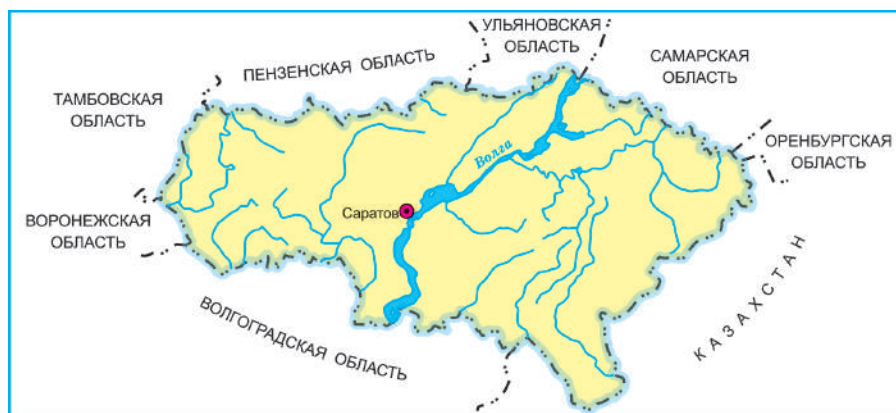 УЛЬЯНОВСКАЯ
ОБЛАСТЬ
ПЕНЗЕНСКАЯ ОБЛАСТЬ
САМАРСКАЯ
ОБЛАСТЬ
ТАМБОВСКАЯ
ОБЛАСТЬ
ОРЕНБУРГСКАЯ
ОБЛАСТЬ
Волга
Саратов
ВОРОНЕЖСКАЯ
ОБЛАСТЬ
ВОЛГОГРАДСКАЯ ОБЛАСТЬ
КАЗАХСТАН